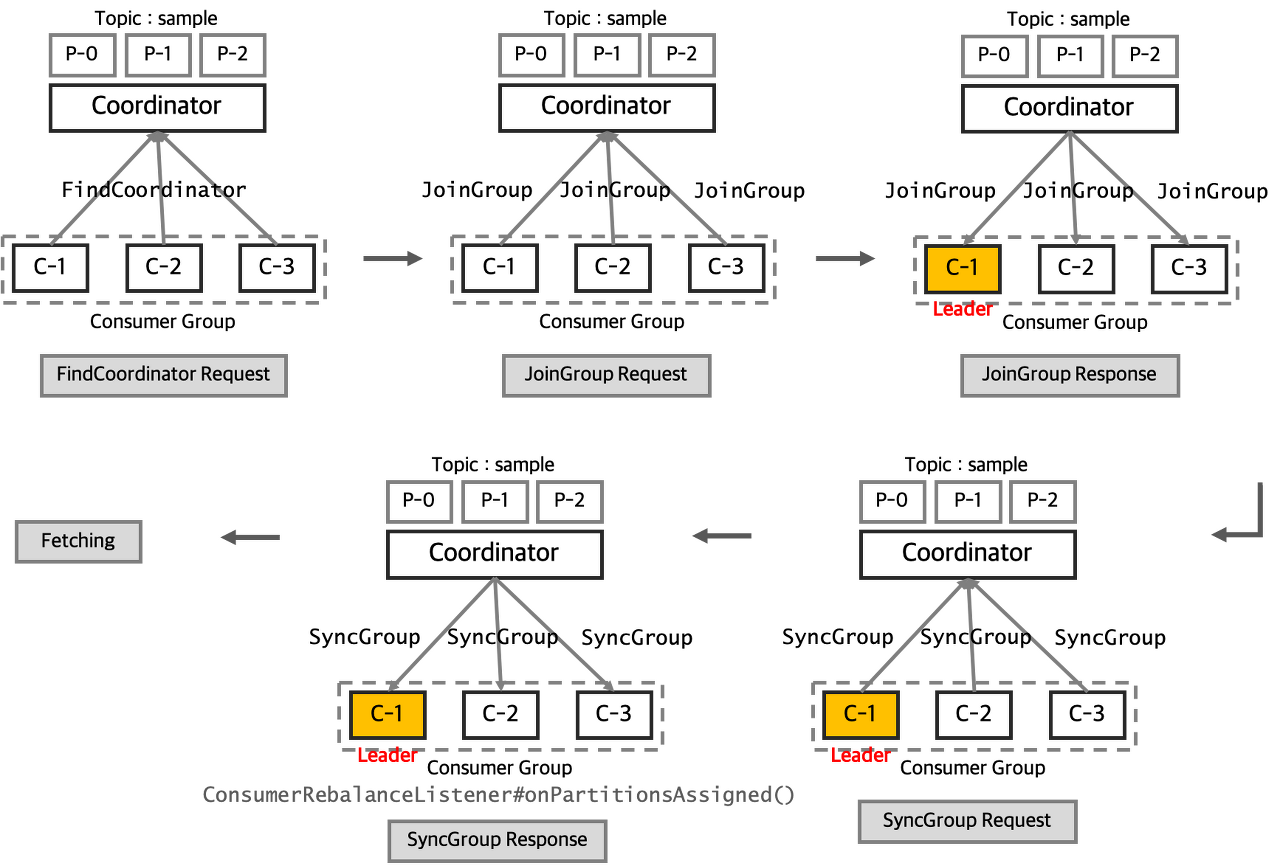 Topic : sample
P-0 P-1 P-2
Coordinator
FindCoordinator
C-1 C-2 C-3
Consumer Group
FindCoordinator Request
Topic : sample
P-0 P-1 P-2
Coordinator
JoinGroup JoinGroup JoinGroup
C-1 C-2 C-3
Consumer Group
JoinGroup Request
Topic : sample
P-0 P-1 P-2
Coordinator
JoinGroup JoinGroup JoinGroup
C-1 C-2 C-3
Leader
Consumer Group
JoinGroup Response
Topic : sample
P-0 P-1 P-2
Coordinator
SyncGroup SyncGroup SyncGroup
C-1 C-2 C-3
Leader
Consumer Group
SyncGroup Request
Topic : sample
P-0 P-1 P-2
Coordinator
SyncGroup SyncGroup SyncGroup
C-1 C-2 C-3
Leader
Consumer Group
ConsumerRebalanceListener#onPartitionsAssigned()
SyncGroup Response
Fetching